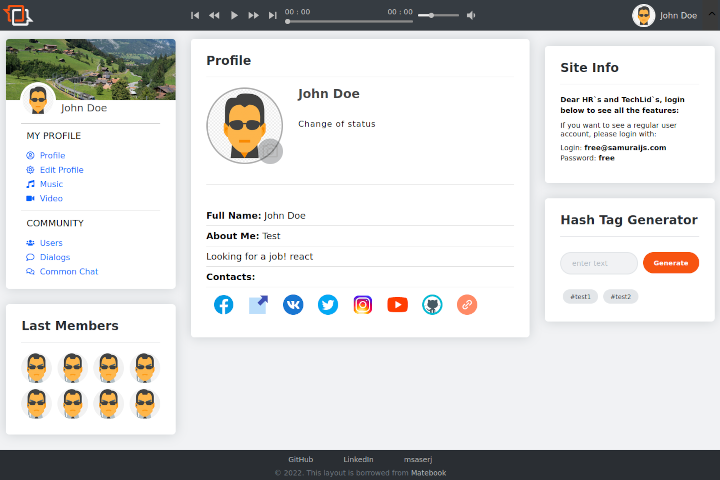 00 : 00
00 : 00
John Doe
John Doe
MY PROFILE
Profile
Edit Profile
Music
Video
COMMUNITY
Users
Dialogs
Common Chat
Last Members
Profile
John Doe
Change of status
Full Name: John Doe
About Me: Test
Looking for a job! react
Contacts:
Site Info
Dear HR`s and TechLid`s, login
below to see all the features:
If you want to see a regular user
account, please login with:
Login: free@samuraijs.com
Password: free
Hash Tag Generator
enter text
Generate
#test1
#test2
GitHub
LinkedIn
msaserj
© 2022. This layout is berrowed from Matebook